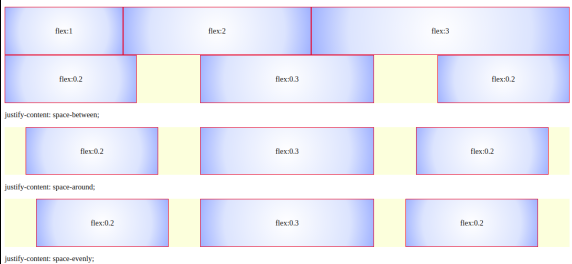 flex:1 flex:2 flex:3
flex:0.2 flex:0.3 flex:0.2
justify-content: space-between;
flex:0.2 flex:0.3 flex:0.2
justify-content: space-around;
flex:0.2 flex:0.3 flex:0.2
justify-content: space-evenly;